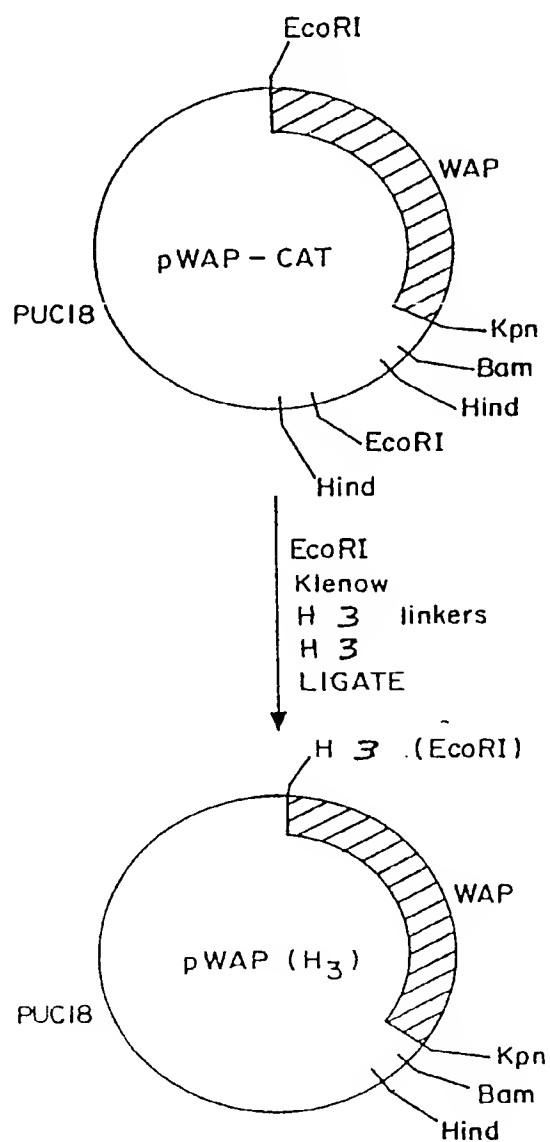 EcoRI
WAP
pWAP - CAT
PUC18
Kpn
Bam
Hind
EcoRI
Hind
EcoRI
Klenow
H 3 linkers
H 3
LIGATE
H 3 .(EcoRI)
WAP
pWAP (H3)
PUC18
Kpn
Bam
Hind